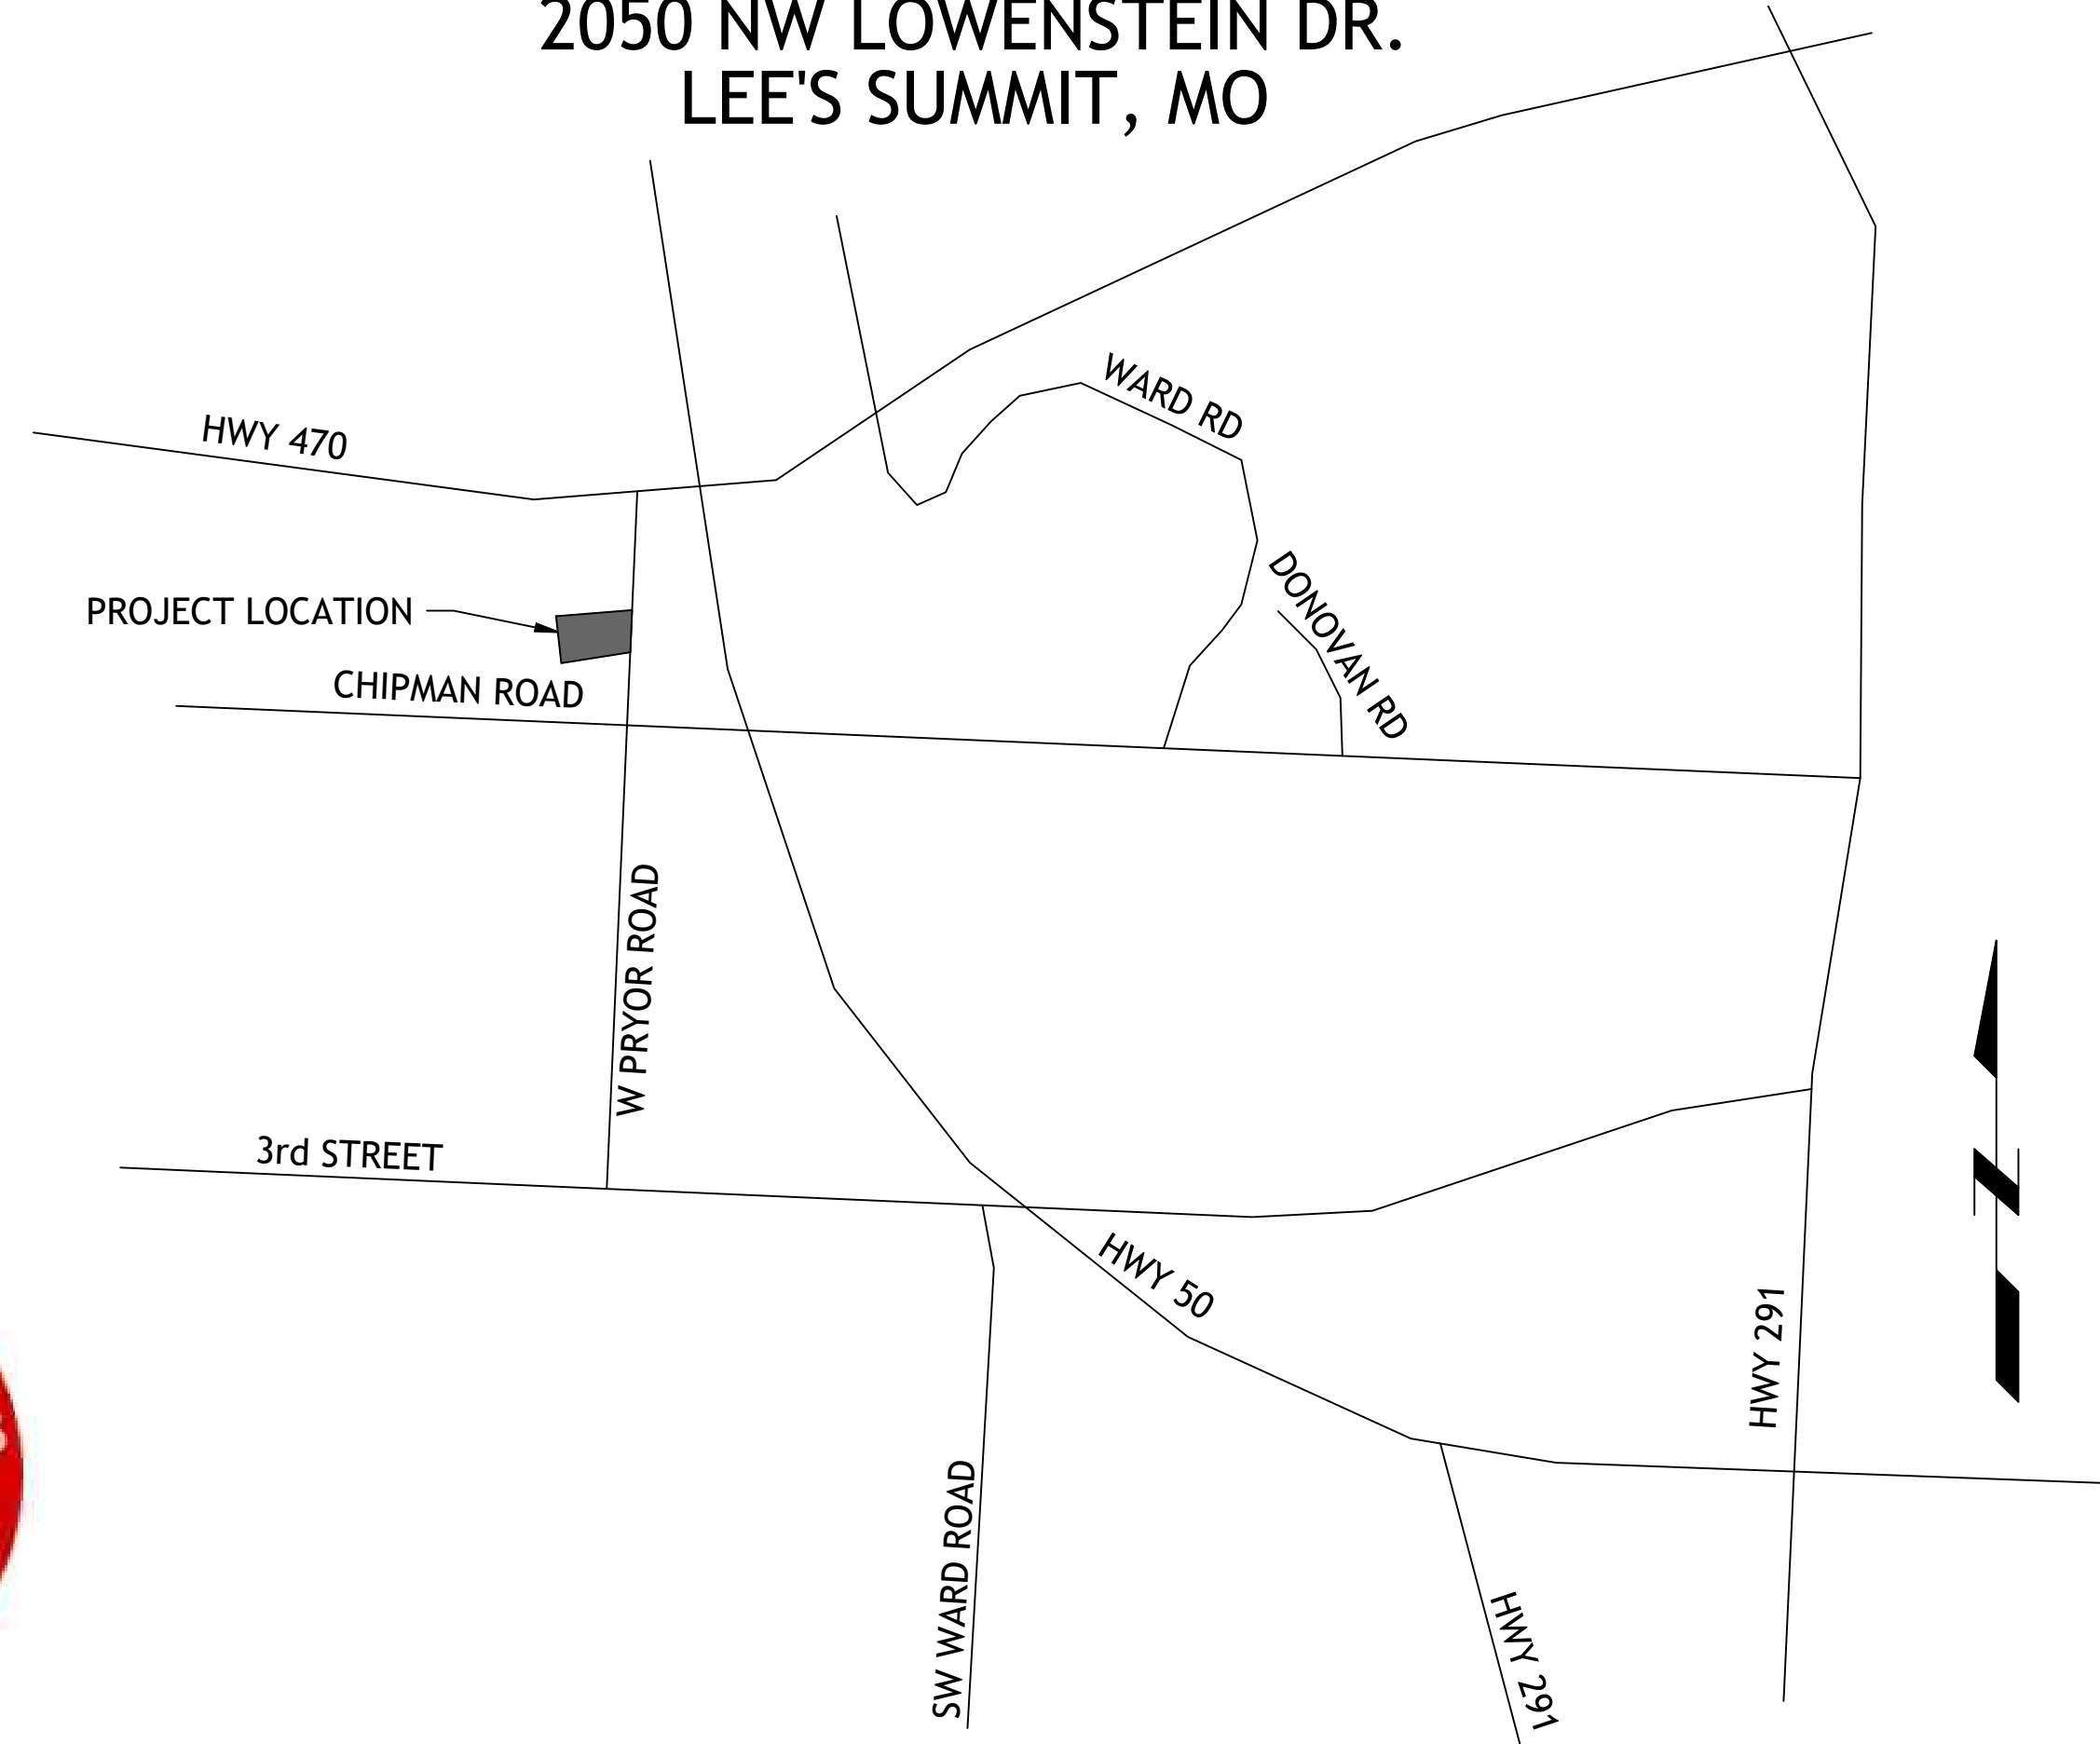 2050 NW LOWENSTEIN DR.
LEE'S SUMMIT, MO
WARD RD
HWY 470
DONOVAN RD
PROJECT LOCATION
CHIPMAN ROAD
W PRYOR ROAD
3rd STREET
HWY 50
HWY 291
SW WARD ROAD
HWY 291
N